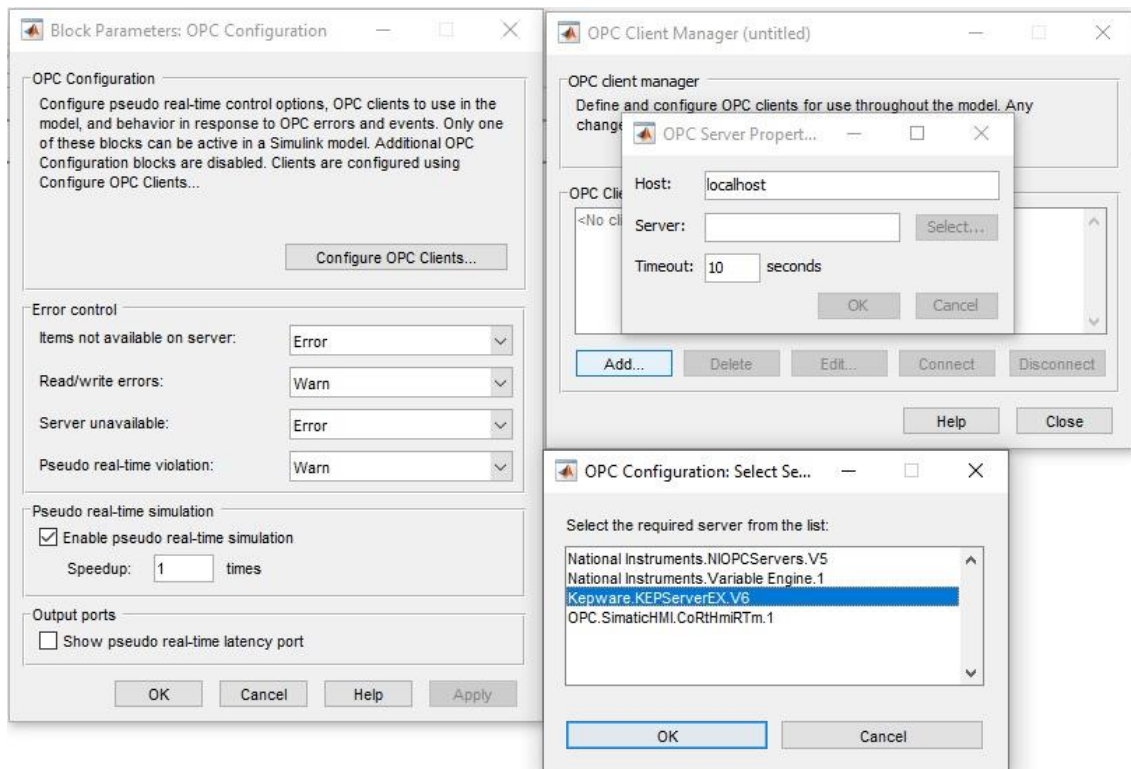 Block Parameters: OPC Configuration
OPC Configuration
Configure pseudo real-time control options, OPC clients to use in the
model, and behavior in response to OPC errors and events. Only one
of these blocks can be active in a Simulink model. Additional OPC
Configuration blocks are disabled. Clients are configured using
Configure OPC Clients...
Configure OPC Clients...
Error control
Items not available on server: Error
Read/write errors: Warn
Server unavailable: Error
Pseudo real-time violation: Warn
Pseudo real-time simulation
Enable pseudo real-time simulation
Speedup: 1 times
Output ports
Show pseudo real-time latency port
OK Cancel Help Apply
OPC Client Manager (untitled)
OPC client manager
Define and configure OPC clients for use throughout the model. Any
change
OPC Clie
<No cli
OPC Server Propert...
Host: localhost
Server: Select...
Timeout: 10 seconds
OK Cancel
Add... Delete Edit... Connect Disconnect
Help Close
OPC Configuration: Select Se...
Select the required server from the list:
National Instruments.NIOPCServers.V5
National Instruments.Variable Engine.1
Kepware.KEPServerEX.V6
OPC.SimaticHMI.CoRtHmiRTm.1
OK Cancel